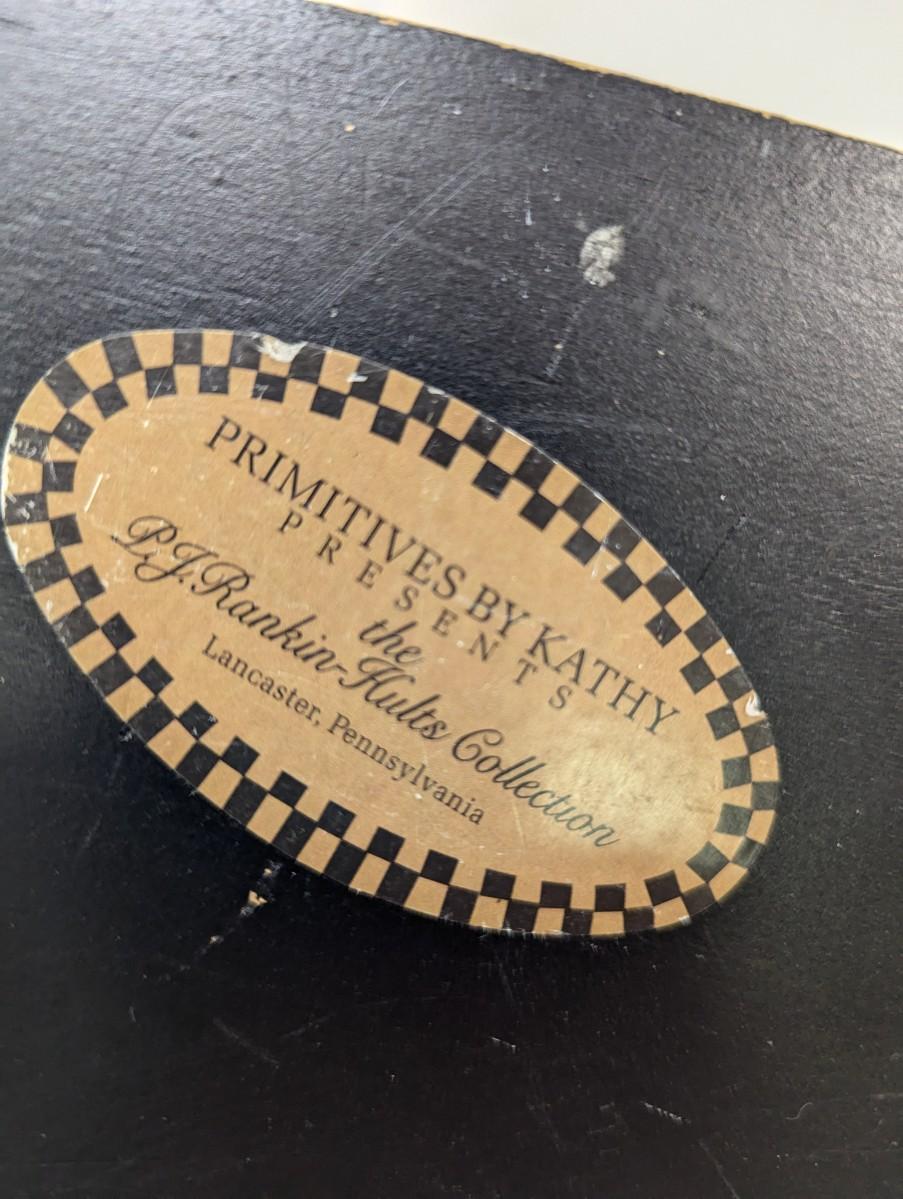 PRIMITIVES BY KATHY
PRESENTS
the
P.J. Rankin-Hults Collection
Lancaster, Pennsylvania